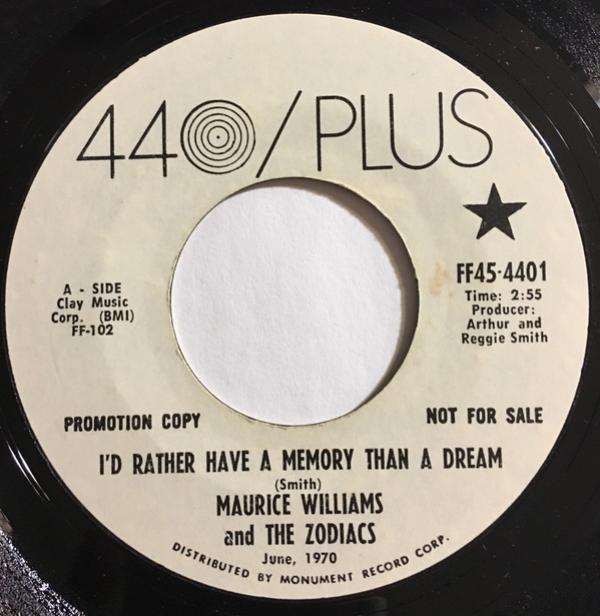 440/PLUS
A - SIDE
Clay Music
Corp. (BMI)
FF-102
FF45-4401
Time: 2:55
Producer:
Arthur and
Reggie Smith
PROMOTION COPY
NOT FOR SALE
I'D RATHER HAVE A MEMORY THAN A DREAM
(Smith)
MAURICE WILLIAMS
and THE ZODIACS
June, 1970
DISTRIBUTED BY MONUMENT RECORD CORP.